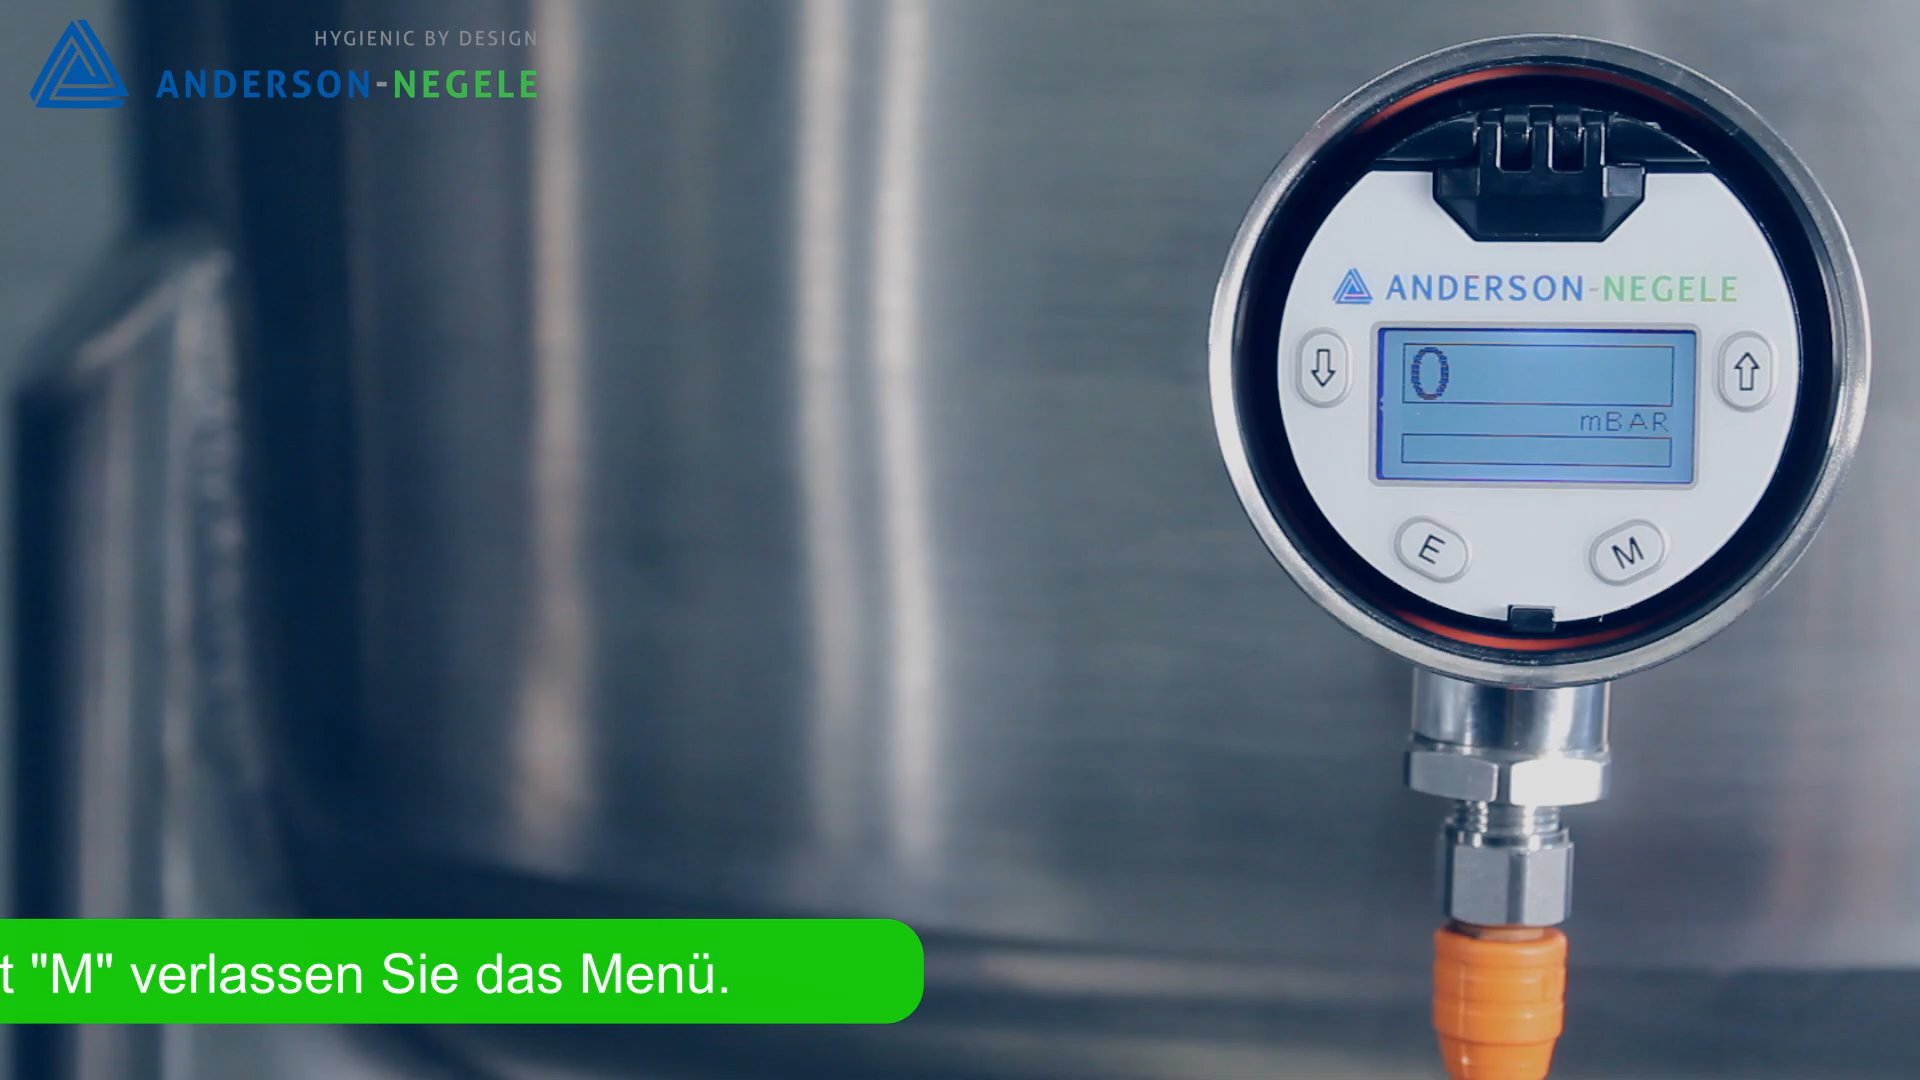 HYGIENIC BY DESIGN
ANDERSON-NEGELE
ANDERSON-NEGELE
0
mBAR
E
M
t "M" verlassen Sie das Menü.